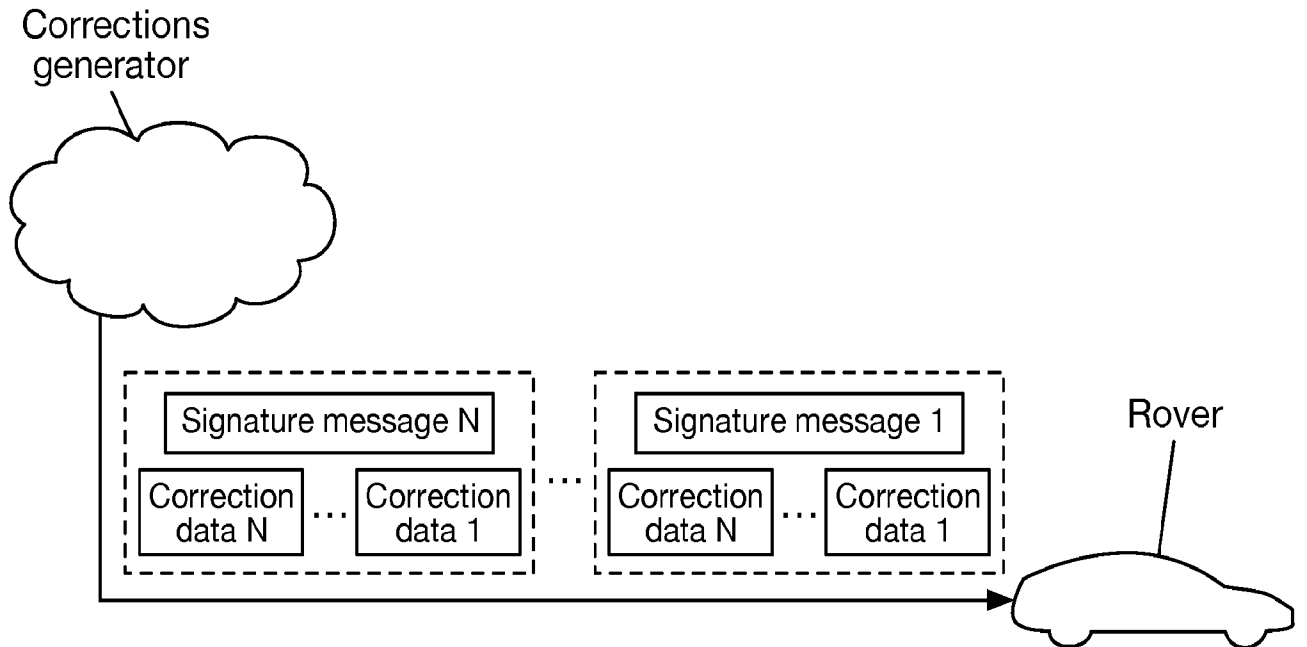 Corrections
generator
Signature message N
Signature message 1
Rover
Correction
data N
...
Correction
data 1
...
Correction
data N
...
Correction
data 1